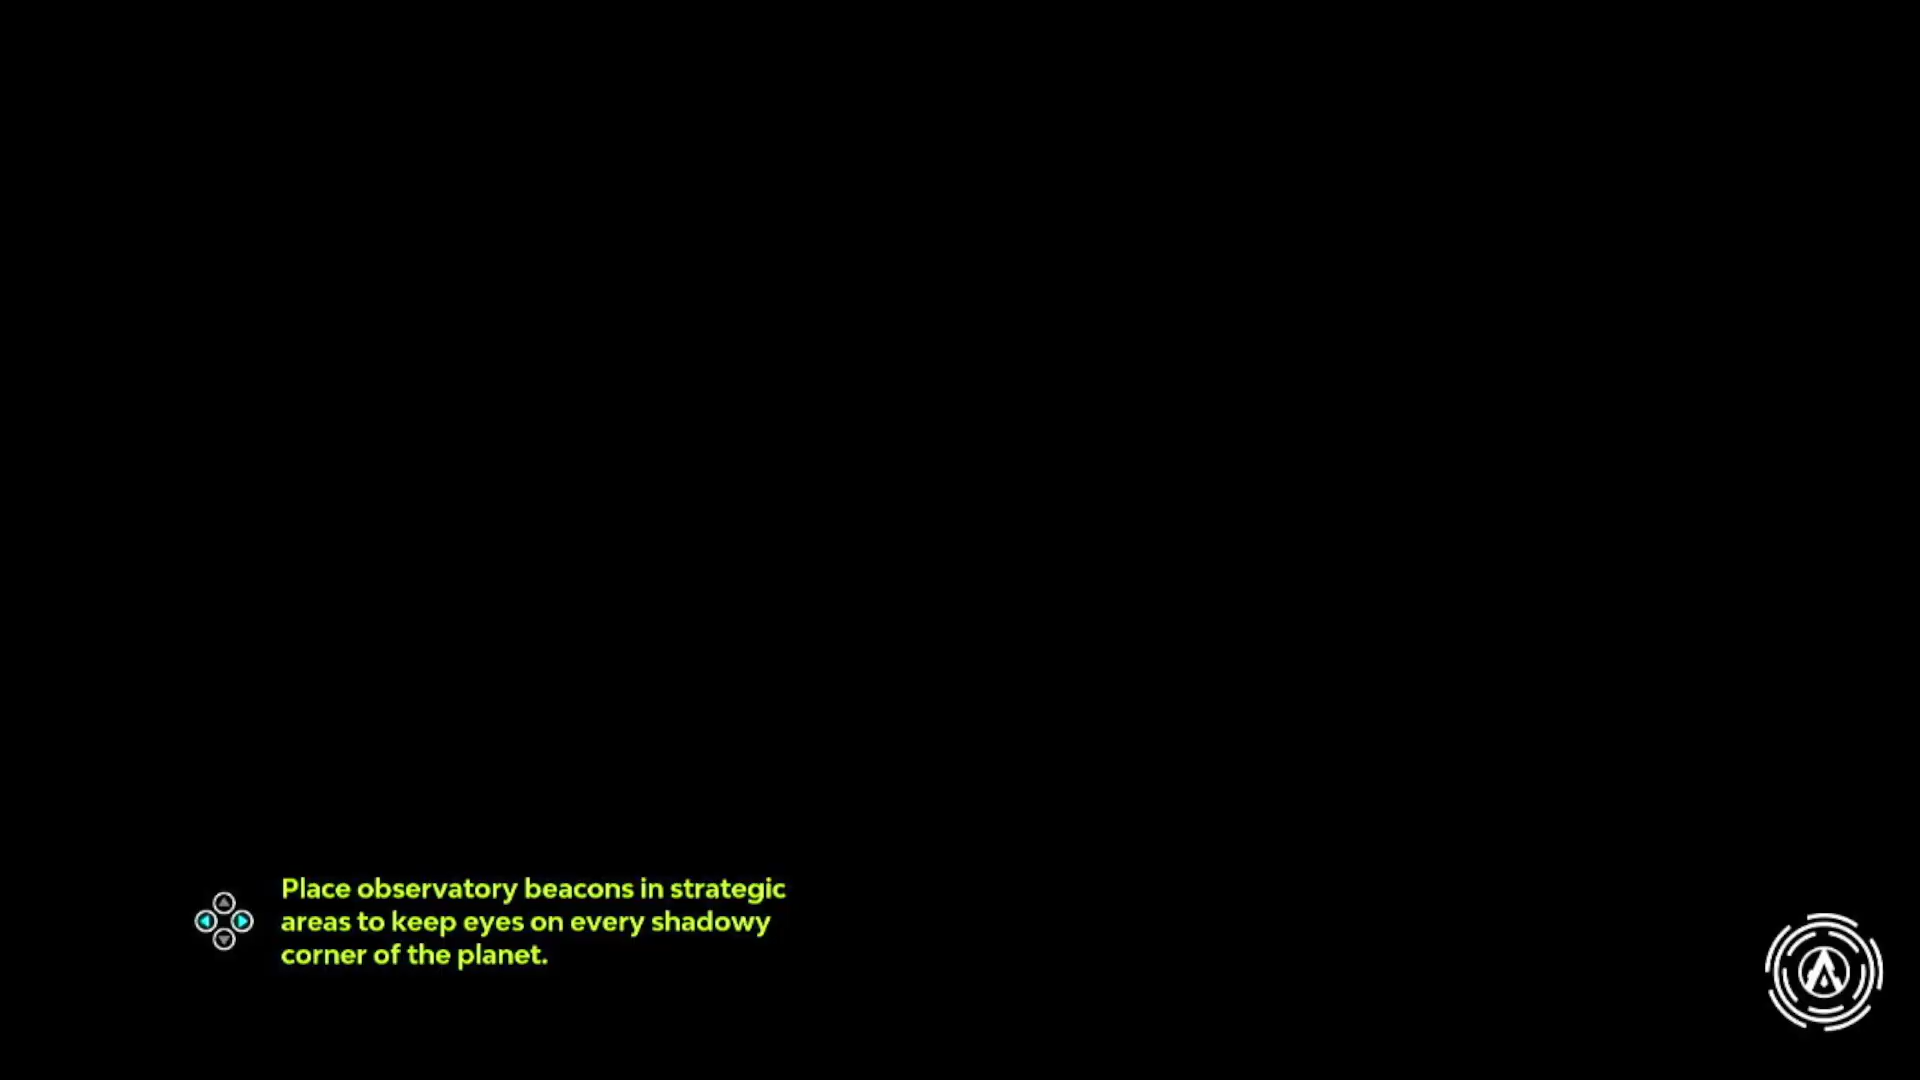 Place observatory beacons in strategic
areas to keep eyes on every shadowy
corner of the planet.